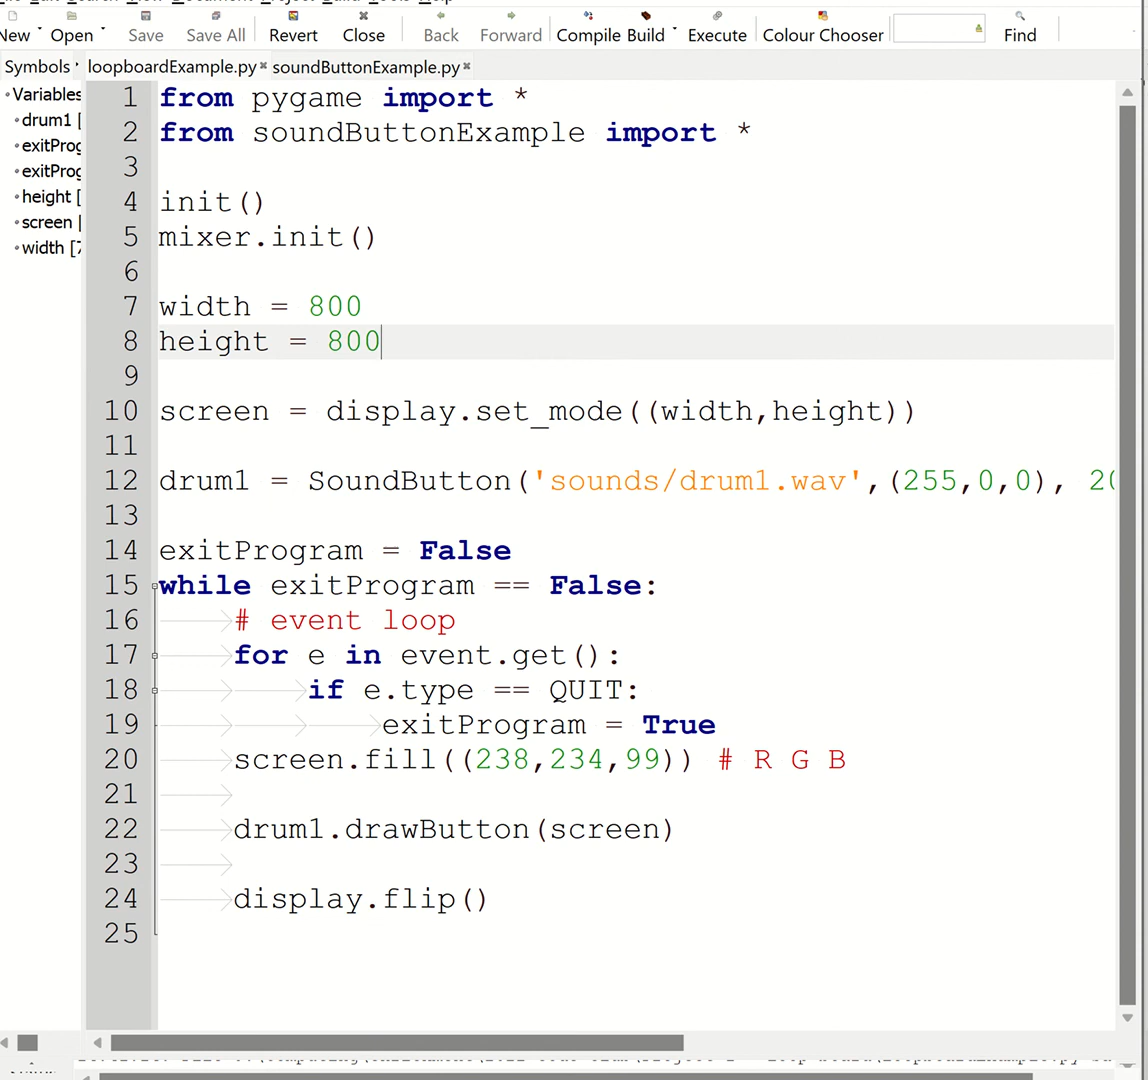 New Open Save Save All Revert Close Back Forward Compile Build Execute Colour Chooser Find
Symbols loopboardExample.py soundButtonExample.py
Variables
drum1 [
exitProg
exitProg
height [
screen [
width [7
1 from pygame import *
2 from soundButtonExample import *
3
4 init()
5 mixer.init()
6
7 width = 800
8 height = 800
9
10 screen = display.set_mode((width,height))
11
12 drum1 = SoundButton('sounds/drum1.wav',(255,0,0), 20
13
14 exitProgram = False
15 while exitProgram == False:
16 # event loop
17 for e in event.get():
18 if e.type == QUIT:
19 exitProgram = True
20 screen.fill((238,234,99)) # R G B
21
22 drum1.drawButton(screen)
23
24 display.flip()
25